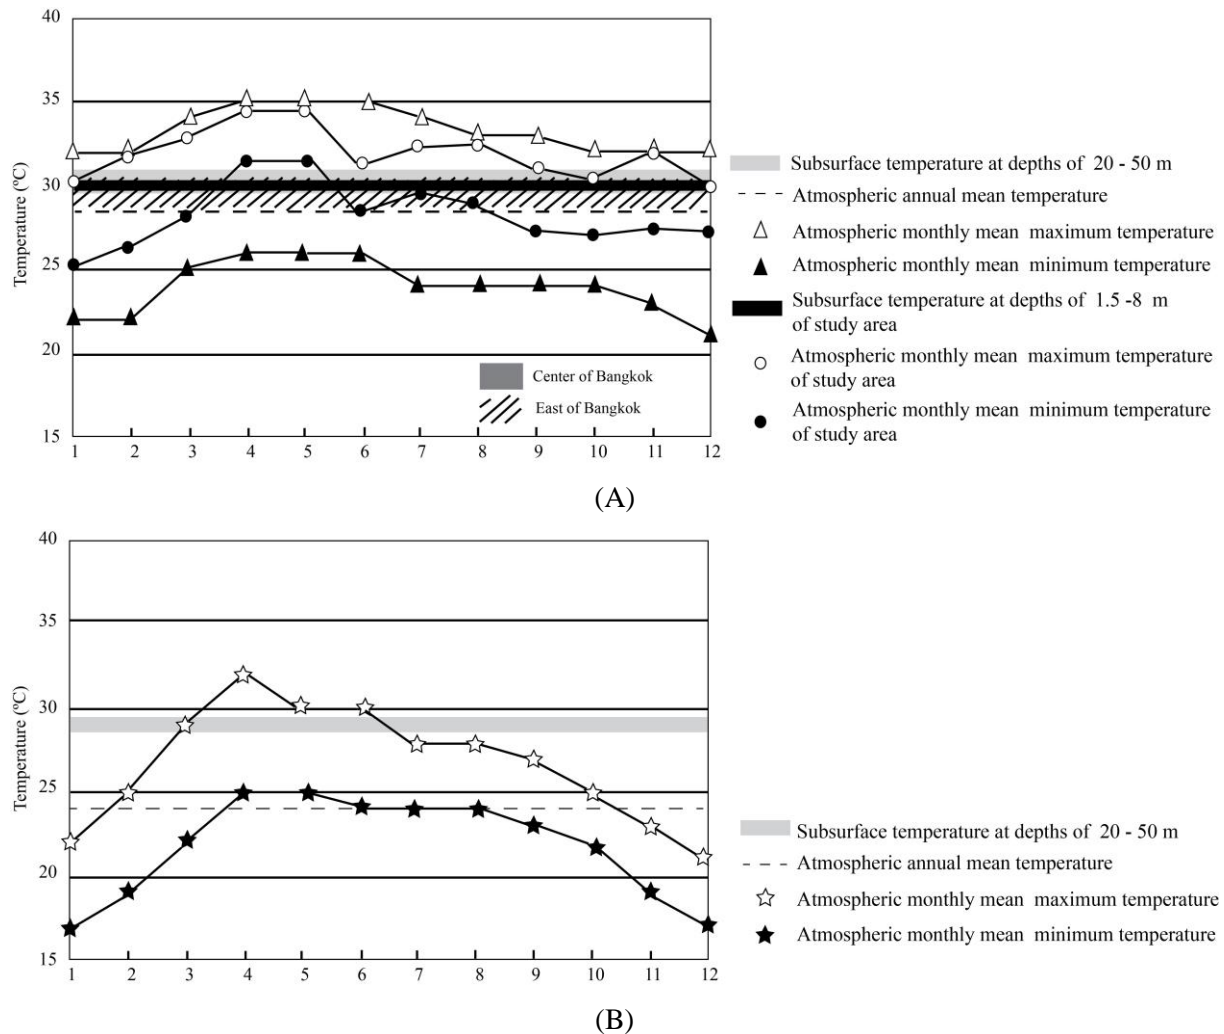 40
35
30
25
20
15
Temperature (ºC)
1 2 3 4 5 6 7 8 9 10 11 12
Center of Bangkok
East of Bangkok
Subsurface temperature at depths of 20 - 50 m
Atmospheric annual mean temperature
Atmospheric monthly mean maximum temperature
Atmospheric monthly mean minimum temperature
Subsurface temperature at depths of 1.5 -8 m
of study area
Atmospheric monthly mean maximum temperature
of study area
Atmospheric monthly mean minimum temperature
of study area
(A)
40
35
30
25
20
15
Temperature (ºC)
1 2 3 4 5 6 7 8 9 10 11 12
Subsurface temperature at depths of 20 - 50 m
Atmospheric annual mean temperature
Atmospheric monthly mean maximum temperature
Atmospheric monthly mean minimum temperature
(B)